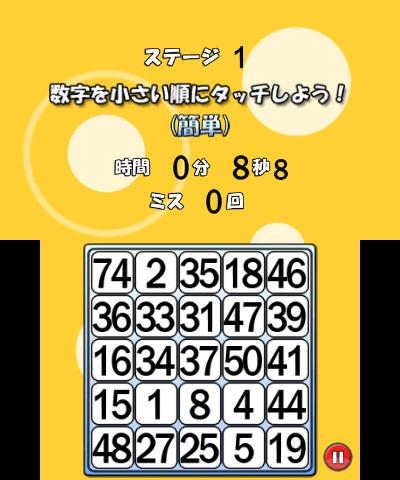 ステージ 1
数字を小さい順にタッチしよう！
(簡単)
時間 0分 8秒8
ミス 0回
74 2 35 18 46
36 33 31 47 39
16 34 37 50 41
15 1 8 4 44
48 27 25 5 19